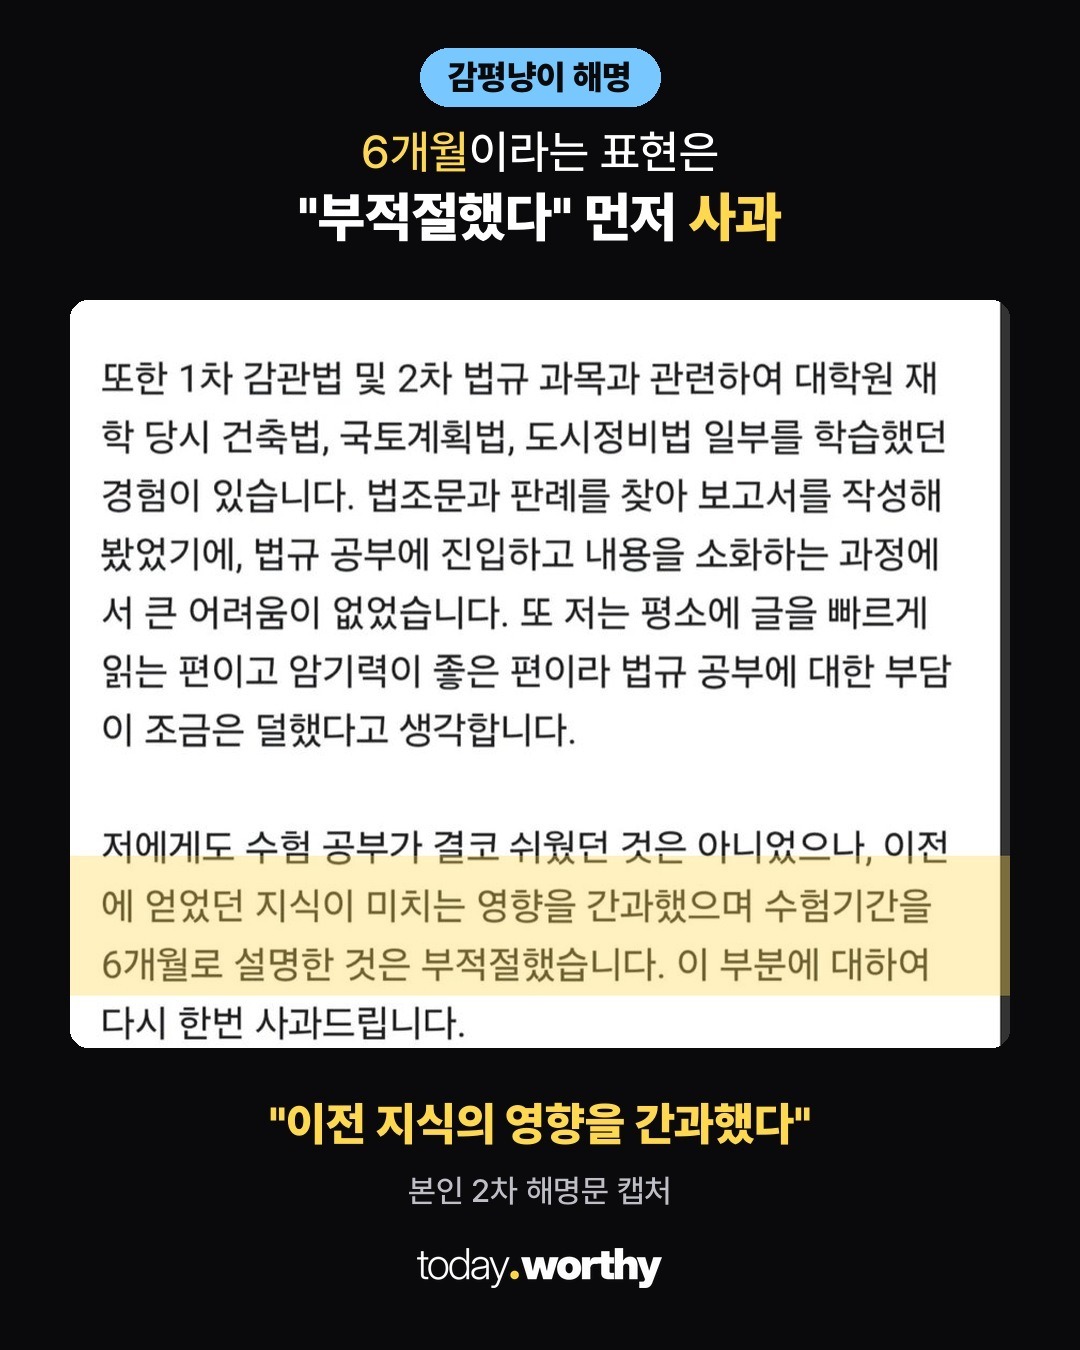 감평냥이 해명
6개월이라는 표현은
"부적절했다" 먼저 사과
또한 1차 감관법 및 2차 법규 과목과 관련하여 대학원 재
학 당시 건축법, 국토계획법, 도시정비법 일부를 학습했던
경험이 있습니다. 법조문과 판례를 찾아 보고서를 작성해
봤었기에, 법규 공부에 진입하고 내용을 소화하는 과정에
서 큰 어려움이 없었습니다. 또 저는 평소에 글을 빠르게
읽는 편이고 암기력이 좋은 편이라 법규 공부에 대한 부담
이 조금은 덜했다고 생각합니다.
저에게도 수험 공부가 결코 쉬웠던 것은 아니었으나, 이전
에 얻었던 지식이 미치는 영향을 간과했으며 수험기간을
6개월로 설명한 것은 부적절했습니다. 이 부분에 대하여
다시 한번 사과드립니다.
"이전 지식의 영향을 간과했다"
본인 2차 해명문 캡처
today.worthy